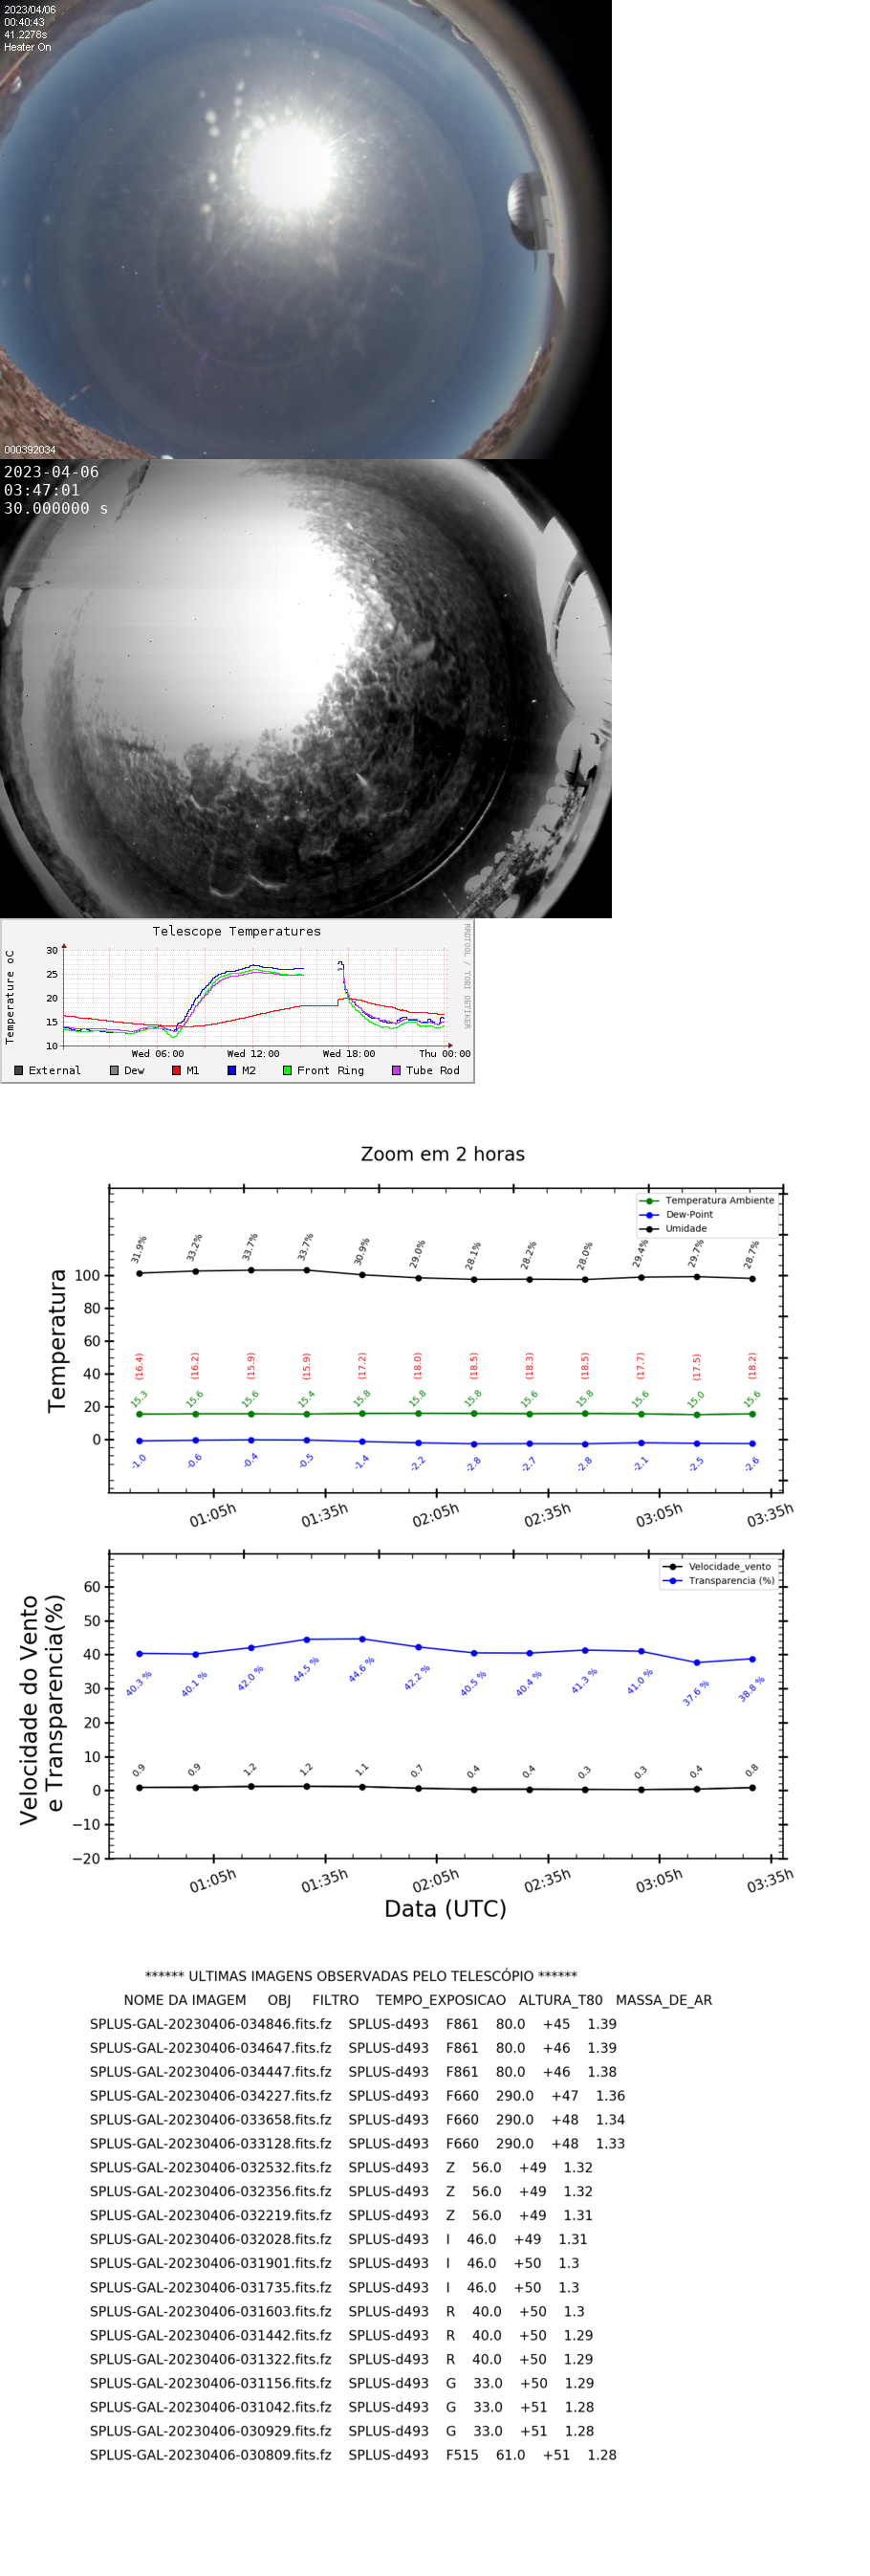 2023/04/06
00:40:43
41.2278s
Heater On
000392034
2023-04-06
03:47:01
30.000000 s
Telescope Temperatures
RRDTOOL / TOBI OETIKER
Temperature oC
30
25
20
15
10
Wed 06:00 Wed 12:00 Wed 18:00 Thu 00:00
External Dew M1 M2 Front Ring Tube Rod
Zoom em 2 horas
Temperatura Ambiente
Dew-Point
Umidade
31.9% 33.2% 33.7% 33.7% 30.9% 29.0% 28.1% 28.2% 28.0% 29.4% 29.7% 28.7%
Temperatura
100
80
60
40
20
0
(16.4) (16.2) (15.9) (15.9) (17.2) (18.0) (18.5) (18.3) (18.5) (17.7) (17.5) (18.2)
15.3 15.6 15.6 15.4 15.8 15.8 15.8 15.6 15.8 15.6 15.0 15.6
-1.0 -0.6 -0.4 -0.5 -1.4 -2.2 -2.8 -2.7 -2.8 -2.1 -2.5 -2.6
01:05h 01:35h 02:05h 02:35h 03:05h 03:35h
Velocidade_vento
Transparencia (%)
Velocidade do Vento
e Transparencia(%)
60
50
40
30
20
10
0
−10
−20
40.3 % 40.1 % 42.0 % 44.5 % 44.6 % 42.2 % 40.5 % 40.4 % 41.3 % 41.0 % 37.6 % 38.8 %
0.9 0.9 1.2 1.2 1.1 0.7 0.4 0.4 0.3 0.3 0.4 0.8
01:05h 01:35h 02:05h 02:35h 03:05h 03:35h
Data (UTC)
****** ULTIMAS IMAGENS OBSERVADAS PELO TELESCÓPIO ******
NOME DA IMAGEM OBJ FILTRO TEMPO_EXPOSICAO ALTURA_T80 MASSA_DE_AR
SPLUS-GAL-20230406-034846.fits.fz SPLUS-d493 F861 80.0 +45 1.39
SPLUS-GAL-20230406-034647.fits.fz SPLUS-d493 F861 80.0 +46 1.39
SPLUS-GAL-20230406-034447.fits.fz SPLUS-d493 F861 80.0 +46 1.38
SPLUS-GAL-20230406-034227.fits.fz SPLUS-d493 F660 290.0 +47 1.36
SPLUS-GAL-20230406-033658.fits.fz SPLUS-d493 F660 290.0 +48 1.34
SPLUS-GAL-20230406-033128.fits.fz SPLUS-d493 F660 290.0 +48 1.33
SPLUS-GAL-20230406-032532.fits.fz SPLUS-d493 Z 56.0 +49 1.32
SPLUS-GAL-20230406-032356.fits.fz SPLUS-d493 Z 56.0 +49 1.32
SPLUS-GAL-20230406-032219.fits.fz SPLUS-d493 Z 56.0 +49 1.31
SPLUS-GAL-20230406-032028.fits.fz SPLUS-d493 I 46.0 +49 1.31
SPLUS-GAL-20230406-031901.fits.fz SPLUS-d493 I 46.0 +50 1.3
SPLUS-GAL-20230406-031735.fits.fz SPLUS-d493 I 46.0 +50 1.3
SPLUS-GAL-20230406-031603.fits.fz SPLUS-d493 R 40.0 +50 1.3
SPLUS-GAL-20230406-031442.fits.fz SPLUS-d493 R 40.0 +50 1.29
SPLUS-GAL-20230406-031322.fits.fz SPLUS-d493 R 40.0 +50 1.29
SPLUS-GAL-20230406-031156.fits.fz SPLUS-d493 G 33.0 +50 1.29
SPLUS-GAL-20230406-031042.fits.fz SPLUS-d493 G 33.0 +51 1.28
SPLUS-GAL-20230406-030929.fits.fz SPLUS-d493 G 33.0 +51 1.28
SPLUS-GAL-20230406-030809.fits.fz SPLUS-d493 F515 61.0 +51 1.28